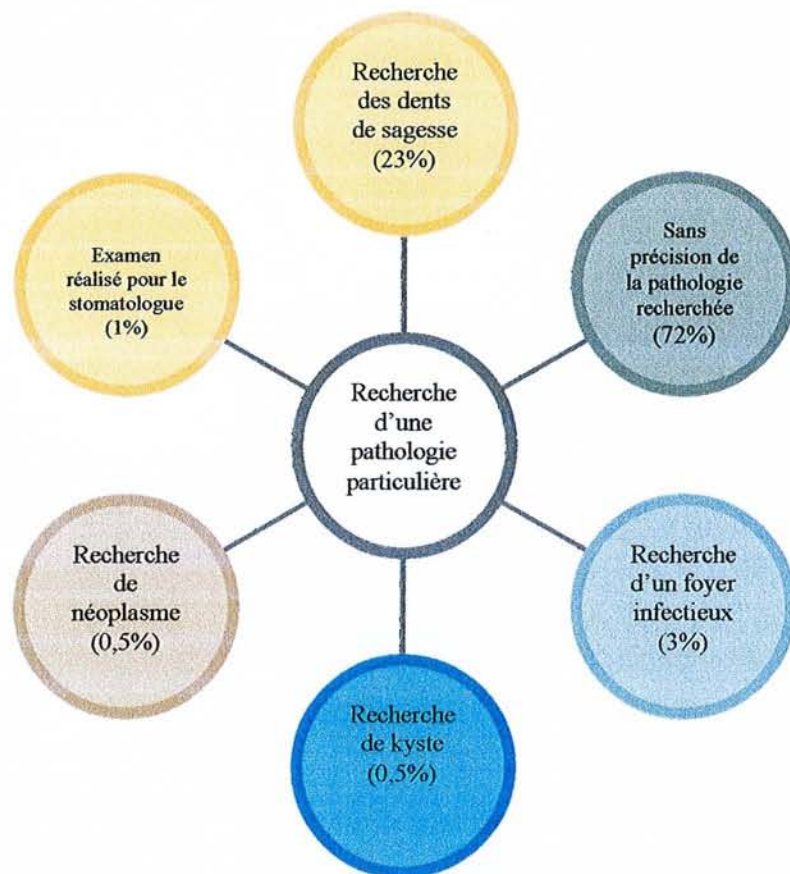 Recherche
des dents
de sagesse
(23%)
Examen
réalisé pour le
stomatologue
(1%)
Sans
précision de
la pathologie
recherchée
(72%)
Recherche
d'une
pathologie
particulière
Recherche
de
néoplasme
(0,5%)
Recherche
d'un foyer
infectieux
(3%)
Recherche
de kyste
(0,5%)